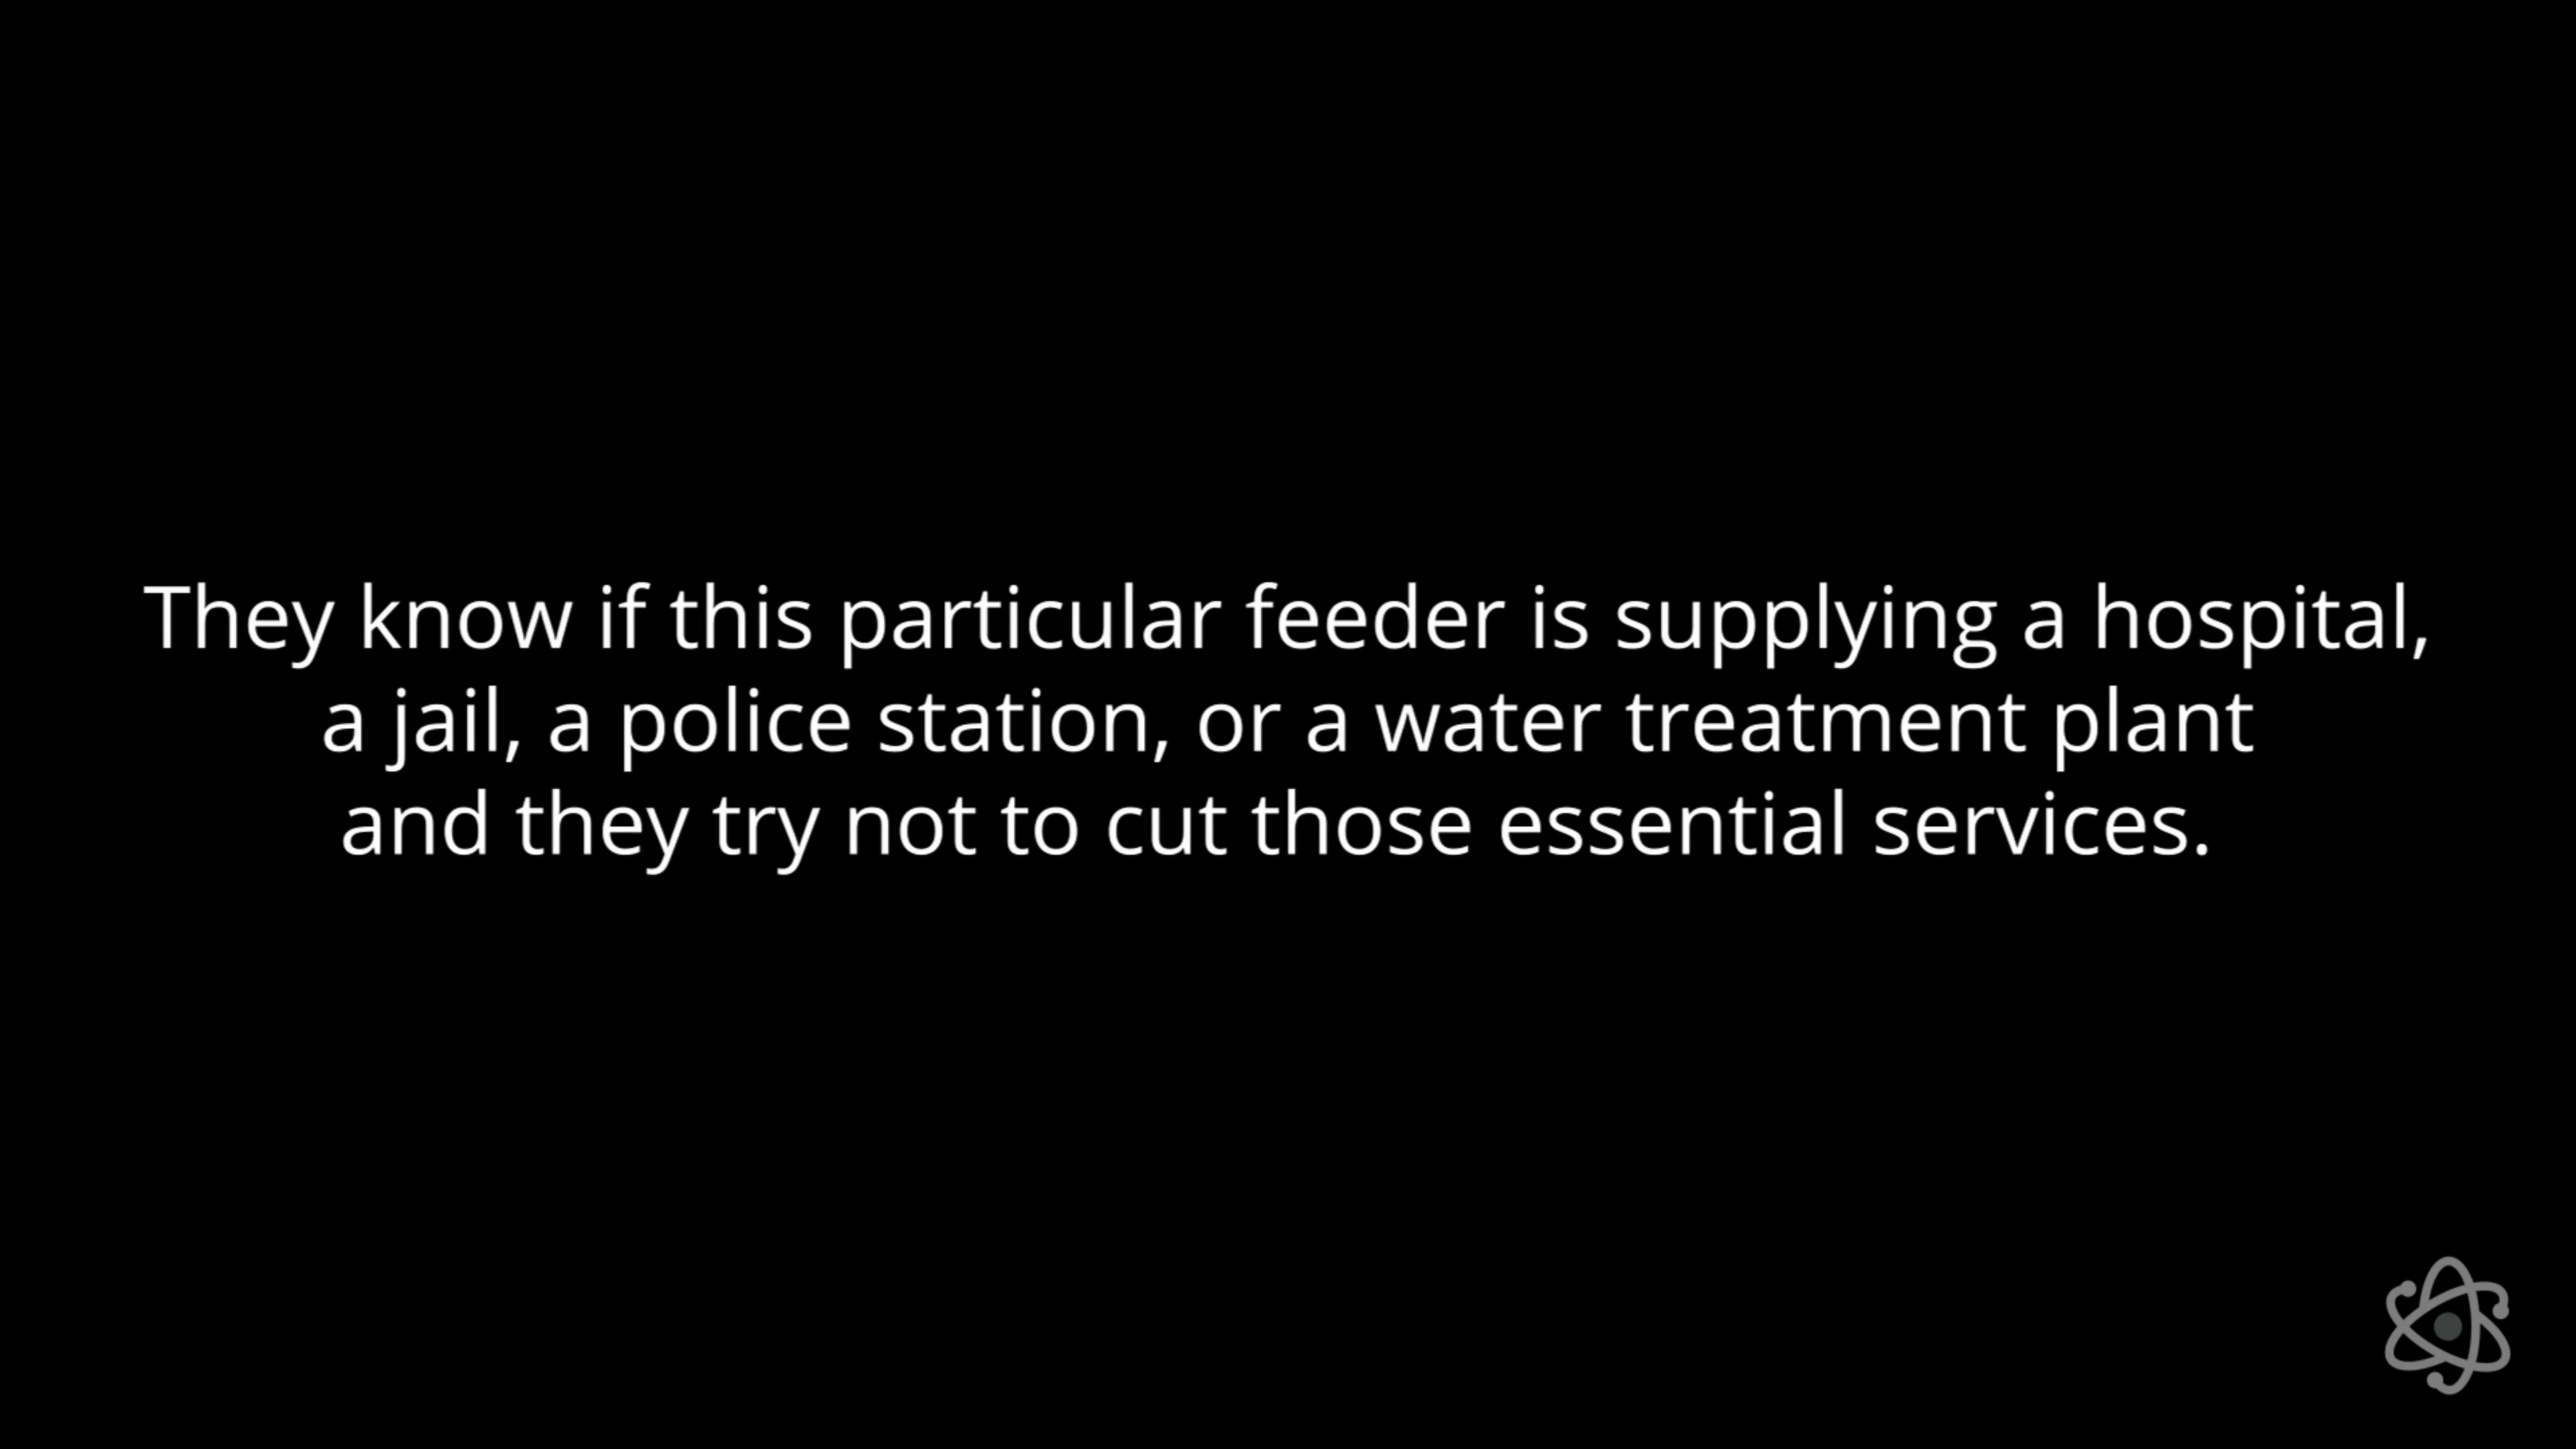 They know if this particular feeder is supplying a hospital,
a jail, a police station, or a water treatment plant
and they try not to cut those essential services.